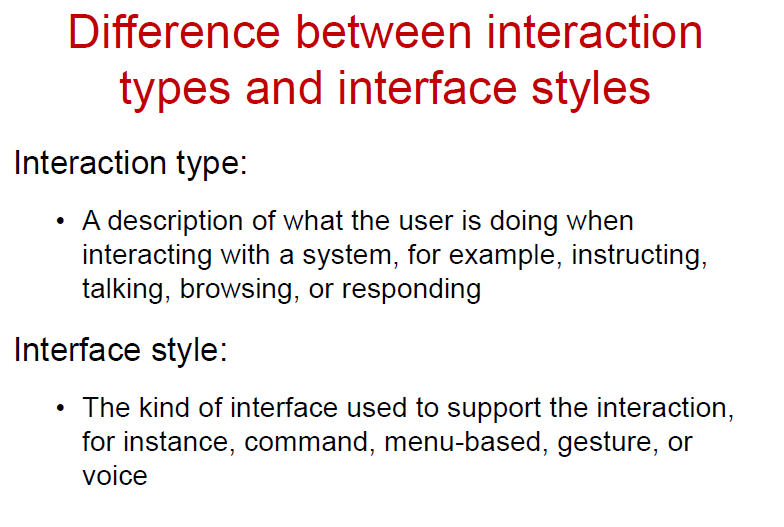 Difference between interaction
types and interface styles
Interaction type:
• A description of what the user is doing when
interacting with a system, for example, instructing,
talking, browsing, or responding
Interface style:
• The kind of interface used to support the interaction,
for instance, command, menu-based, gesture, or
voice